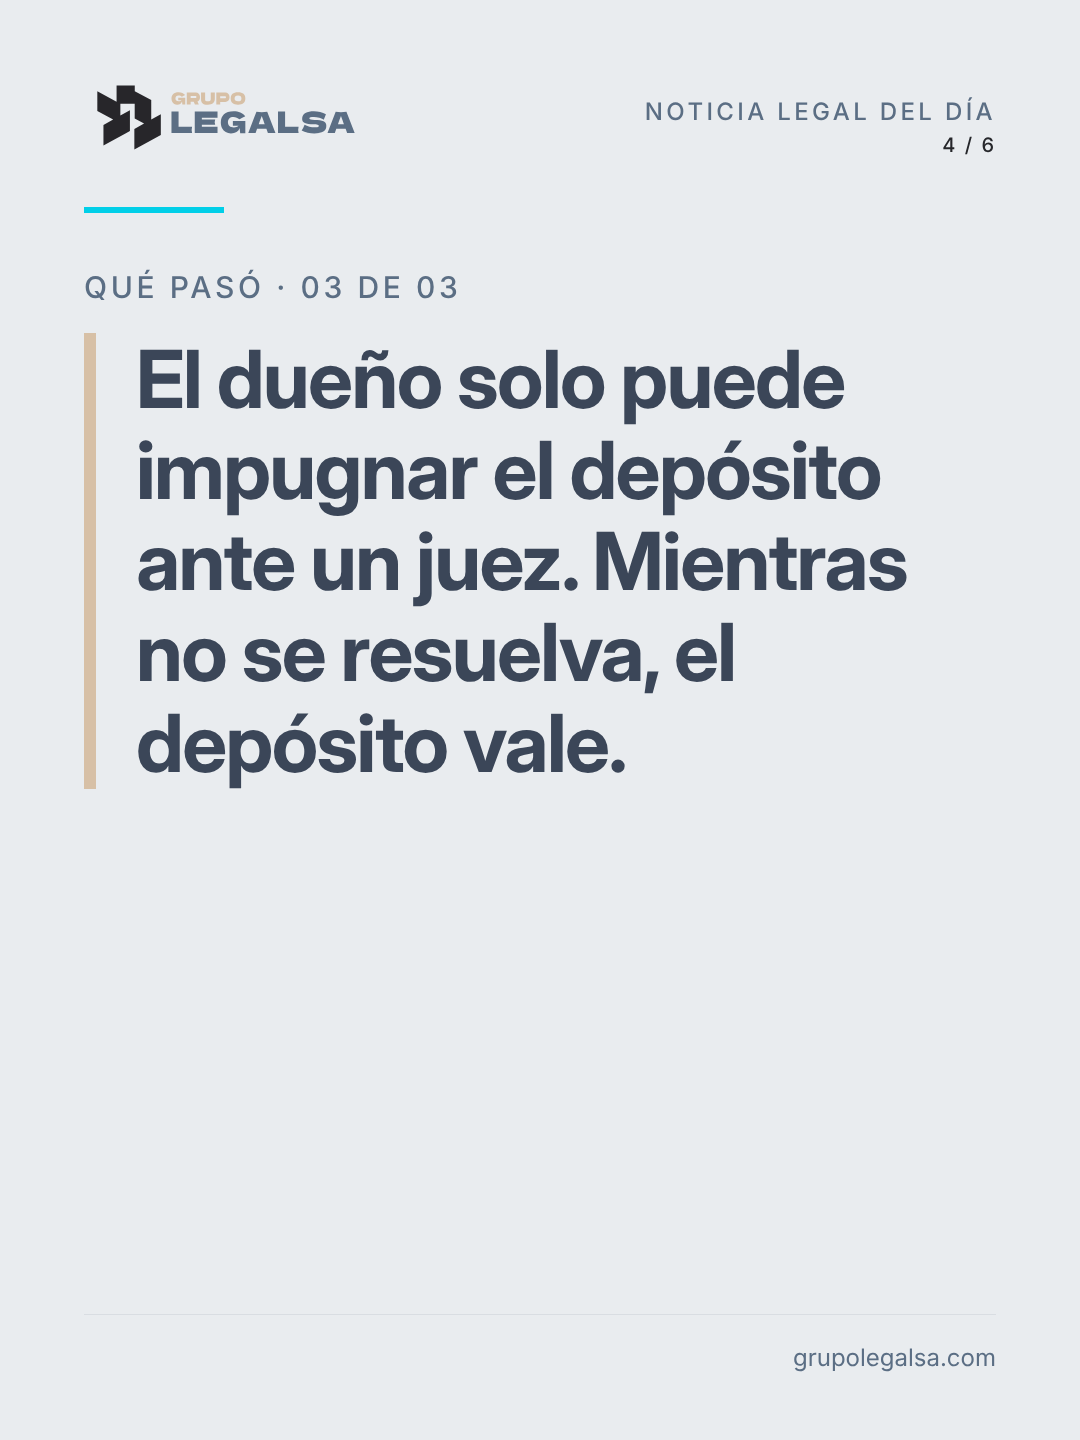 GRUPO
LEGALSA
NOTICIA LEGAL DEL DÍA
4 / 6
QUÉ PASÓ · 03 DE 03
El dueño solo puede
impugnar el depósito
ante un juez. Mientras
no se resuelva, el
depósito vale.
grupolegalsa.com